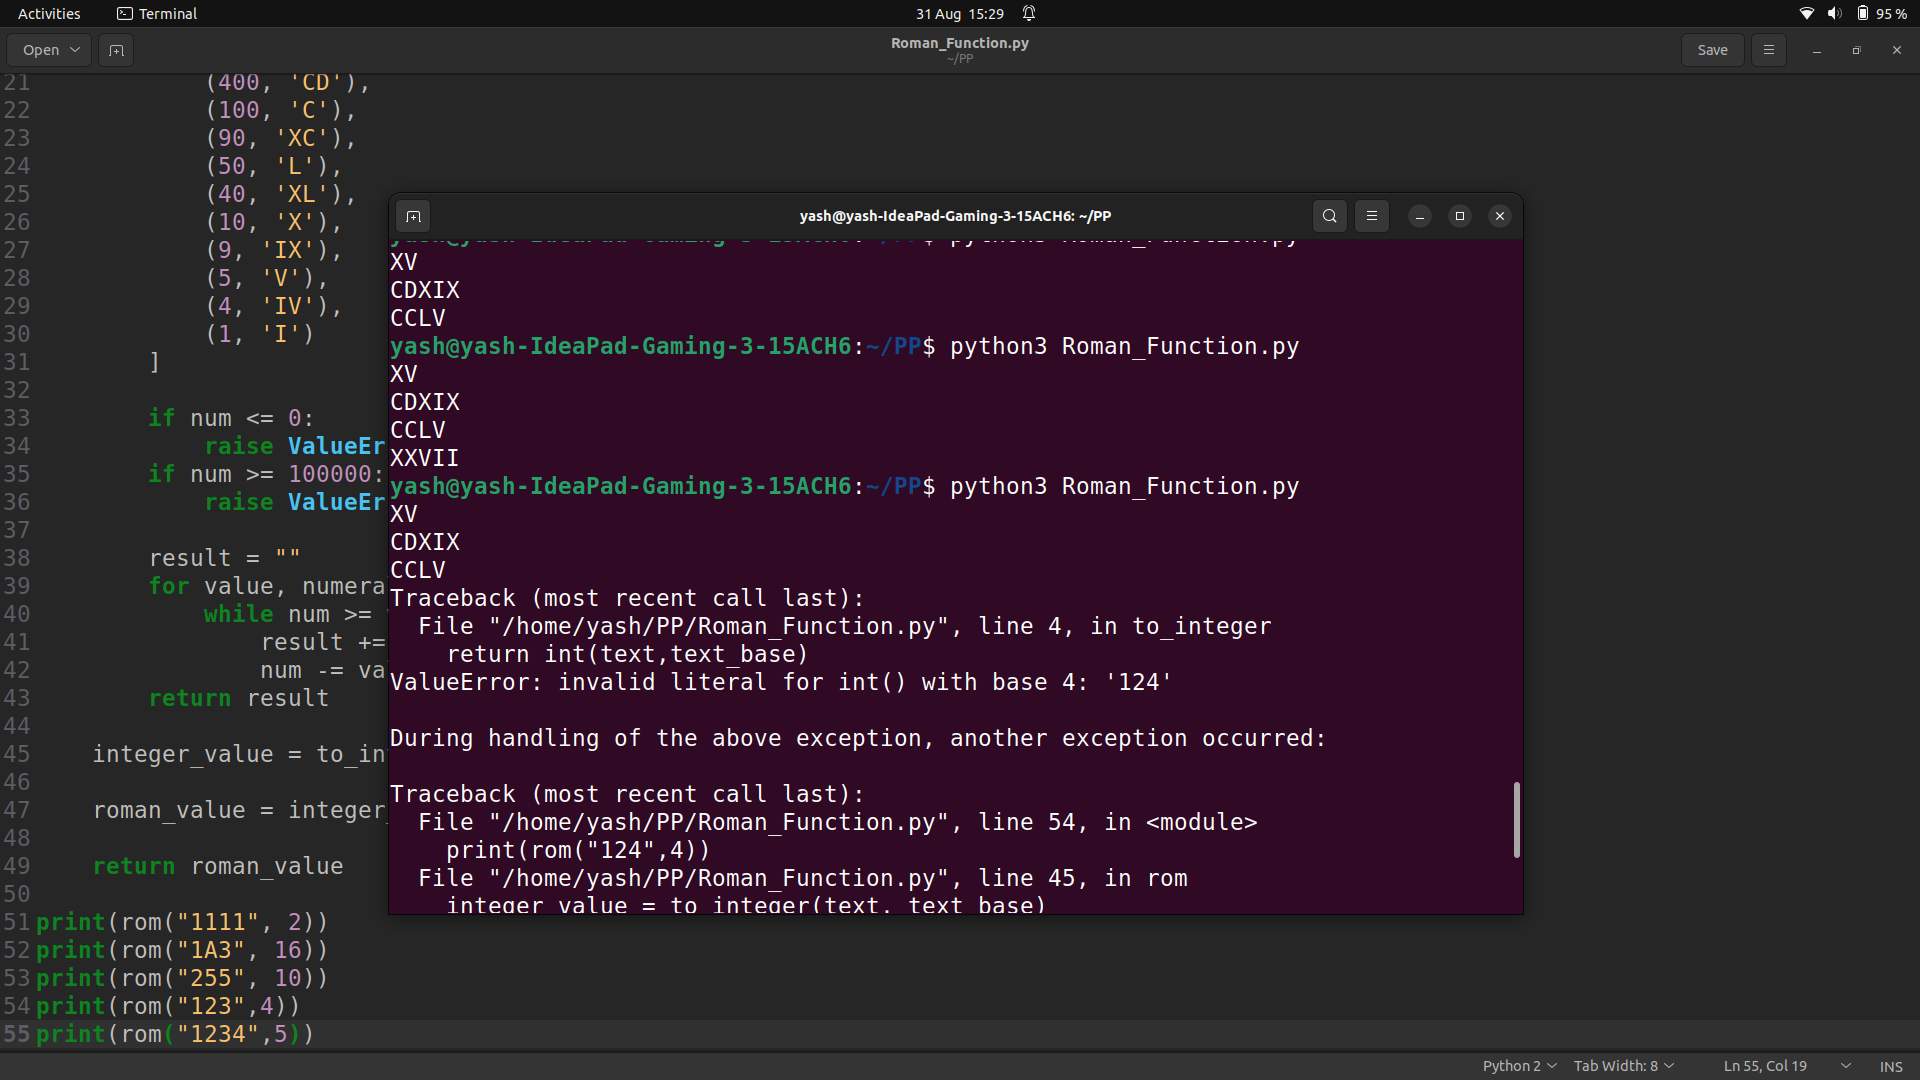 Activities
Terminal
31 Aug 15:29
95 %
Open
Roman_Function.py
~/PP
Save
21 (400, 'CD'),
22 (100, 'C'),
23 (90, 'XC'),
24 (50, 'L'),
25 (40, 'XL'),
26 (10, 'X'),
27 (9, 'IX'),
28 (5, 'V'),
29 (4, 'IV'),
30 (1, 'I')
31 ]
32
33 if num <= 0:
34 raise ValueEr
35 if num >= 100000:
36 raise ValueEr
37
38 result = ""
39 for value, numera
40 while num >=
41 result +=
42 num -= va
43 return result
44
45 integer_value = to_in
46
47 roman_value = integer
48
49 return roman_value
50
51 print(rom("1111", 2))
52 print(rom("1A3", 16))
53 print(rom("255", 10))
54 print(rom("123",4))
55 print(rom("1234",5))
yash@yash-IdeaPad-Gaming-3-15ACH6: ~/PP
yash@yash-IdeaPad-Gaming-3-15ACH6:~/PP$ python3 Roman_Function.py
XV
CDXIX
CCLV
yash@yash-IdeaPad-Gaming-3-15ACH6:~/PP$ python3 Roman_Function.py
XV
CDXIX
CCLV
XXVII
yash@yash-IdeaPad-Gaming-3-15ACH6:~/PP$ python3 Roman_Function.py
XV
CDXIX
CCLV
Traceback (most recent call last):
File "/home/yash/PP/Roman_Function.py", line 4, in to_integer
return int(text,text_base)
ValueError: invalid literal for int() with base 4: '124'
During handling of the above exception, another exception occurred:
Traceback (most recent call last):
File "/home/yash/PP/Roman_Function.py", line 54, in <module>
print(rom("124",4))
File "/home/yash/PP/Roman_Function.py", line 45, in rom
integer_value = to_integer(text, text_base)
Python 2
Tab Width: 8
Ln 55, Col 19
INS